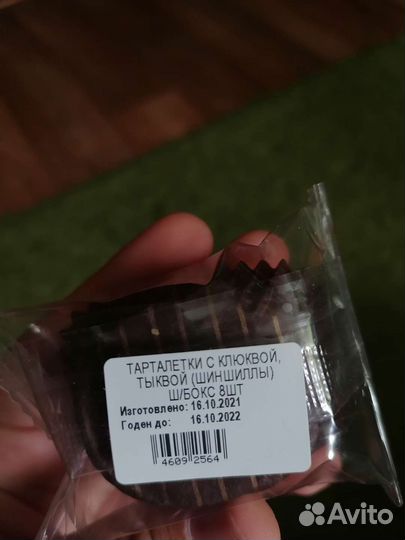 ТАРТАЛЕТКИ С КЛЮКВОЙ,
ТЫКВОЙ (ШИНШИЛЛЫ)
Ш/БОКС 8ШТ
Изготовлено: 16.10.2021
Годен до: 16.10.2022
4609 2564
Avito